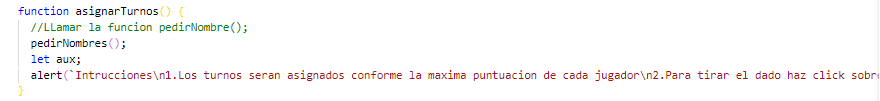 function asignarTurnos() {
//LLamar la funcion pedirNombre();
pedirNombres();
let aux;
alert(`Intrucciones\n1.Los turnos seran asignados conforme la maxima puntuacion de cada jugador\n2.Para tirar el dado haz click sobre
}